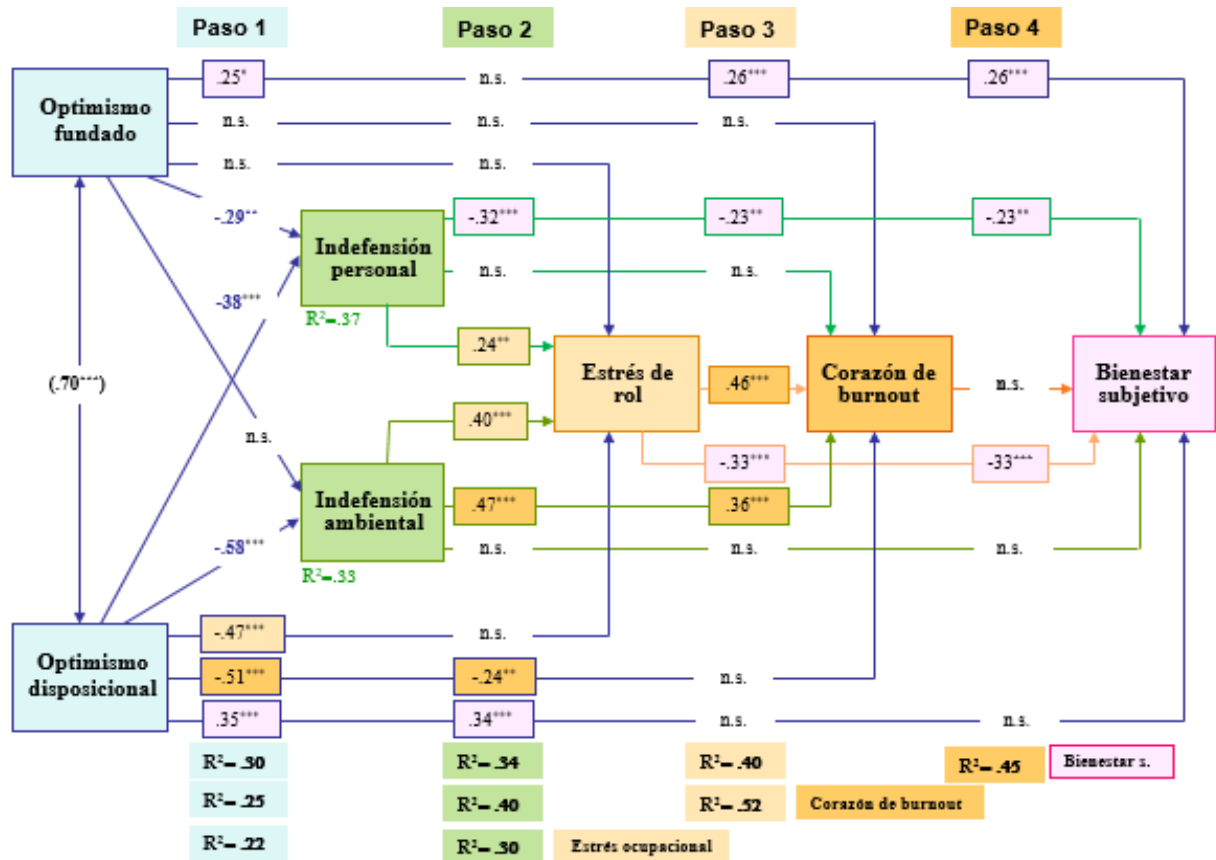 Paso 1 Paso 2 Paso 3 Paso 4
.25* n.s. .26*** .26***
Optimismo
fundado
n.s. n.s. n.s.
n.s. n.s.
-.29** -.32*** -.23** -.23**
Indefensión
personal
n.s. n.s.
-38***
R²=.37
.24**
(.70***)
Estrés de
rol
.46***
Corazón de
burnout
n.s.
Bienestar
subjetivo
.40***
n.s.
-.33*** -33***
Indefensión
ambiental
.47*** .36***
-.58***
n.s. n.s. n.s.
R²=.33
-.47*** n.s.
Optimismo
disposicional
-.51*** -.24** n.s.
.35*** .34*** n.s. n.s.
R²= .30 R²= .34 R²= .40 R²= .45 Bienestar s.
R²= .25 R²= .40 R²= .52 Corazón de burnout
R²= .22 R²= .30 Estrés ocupacional